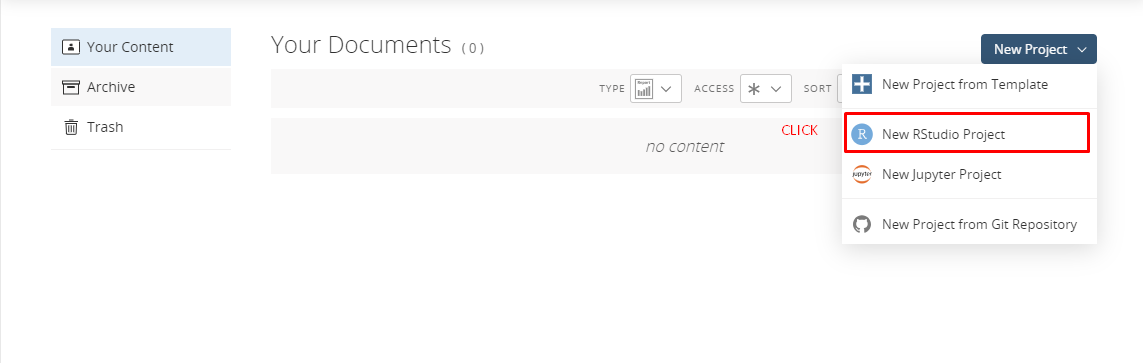 Your Content
Archive
Trash
Your Documents (0)
New Project
TYPE
Report
ACCESS
SORT
no content
CLICK
New Project from Template
R
New RStudio Project
jupyter
New Jupyter Project
New Project from Git Repository